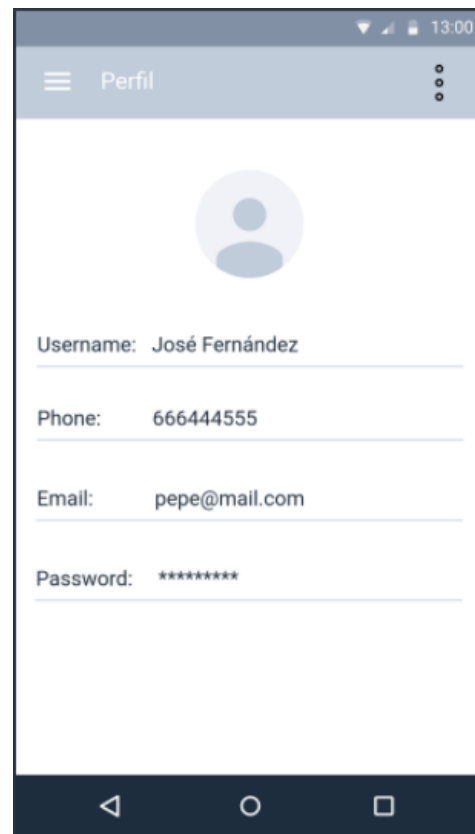 13:00
Perfil
Username: José Fernández
Phone: 666444555
Email: pepe@mail.com
Password: *********